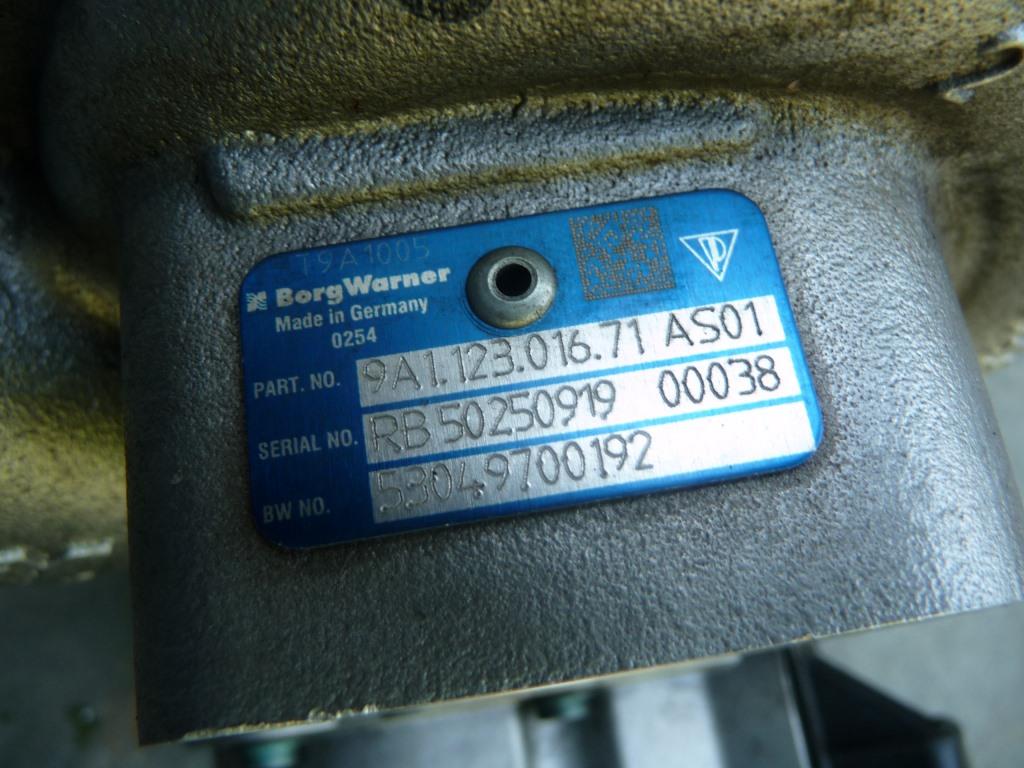 T9A1005
BorgWarner
Made in Germany
0254
PART. NO. 9A1.123.016.71 AS01
SERIAL NO. RB 50250919 00038
BW NO. 53049700192